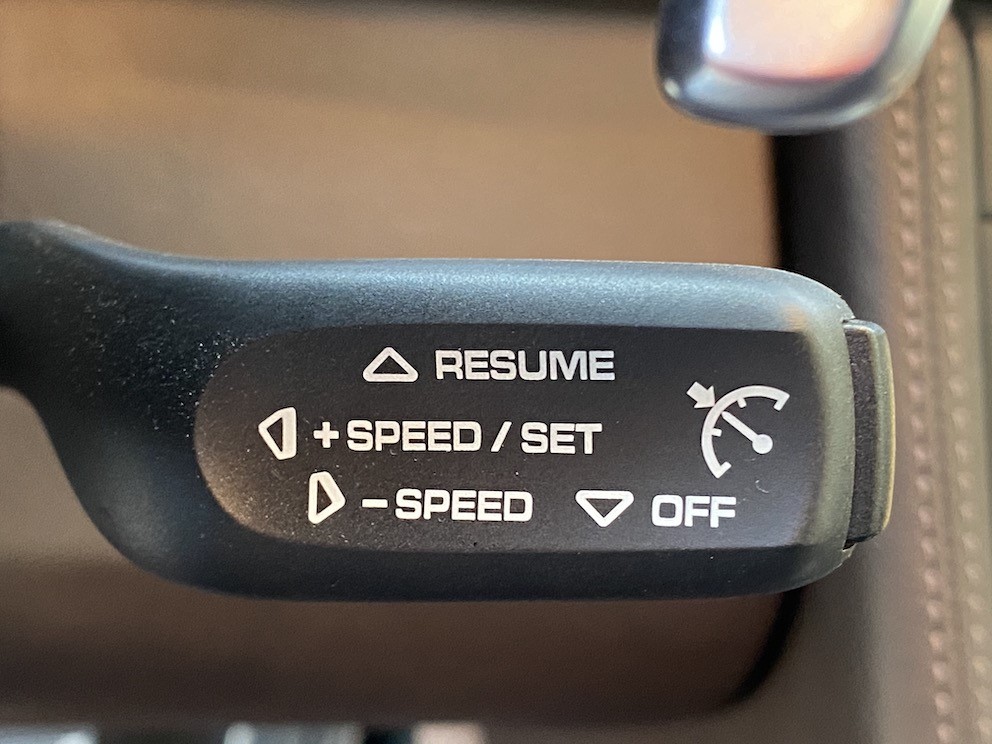 RESUME
+SPEED / SET
-SPEED OFF